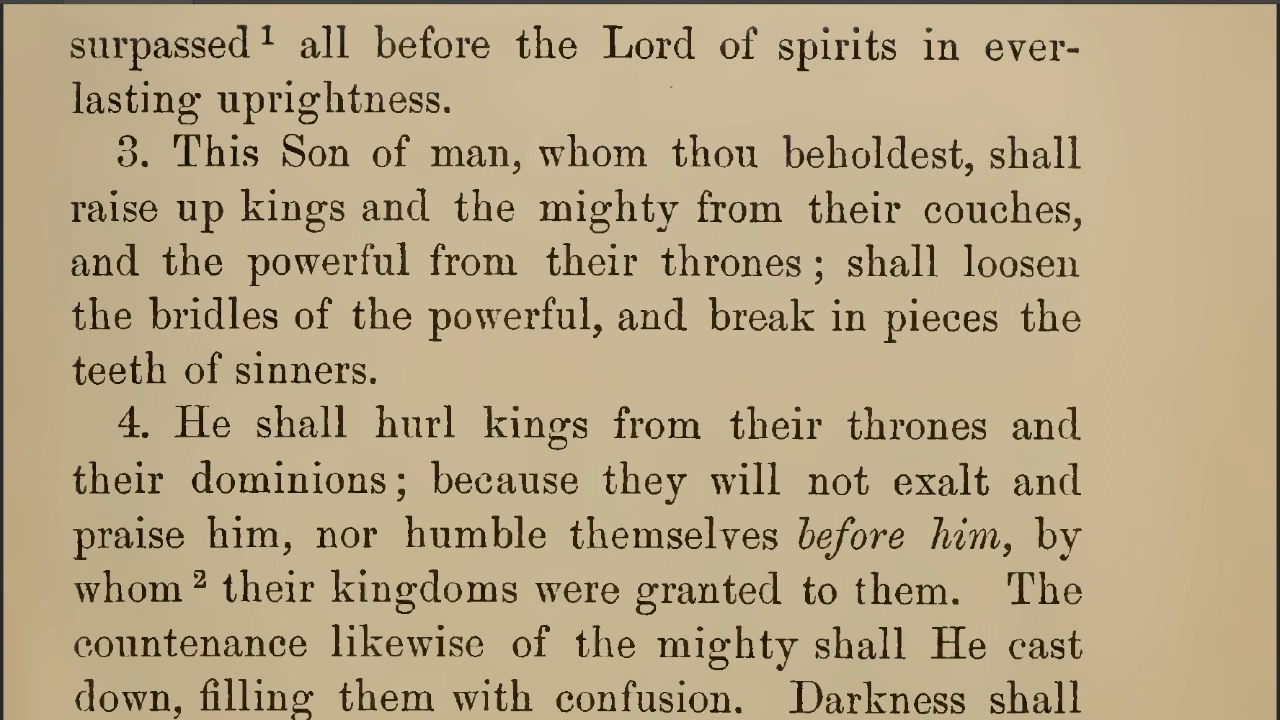 surpassed¹ all before the Lord of spirits in ever-
lasting uprightness.
3. This Son of man, whom thou beholdest, shall
raise up kings and the mighty from their couches,
and the powerful from their thrones; shall loosen
the bridles of the powerful, and break in pieces the
teeth of sinners.
4. He shall hurl kings from their thrones and
their dominions; because they will not exalt and
praise him, nor humble themselves before him, by
whom² their kingdoms were granted to them. The
countenance likewise of the mighty shall He cast
down, filling them with confusion. Darkness shall